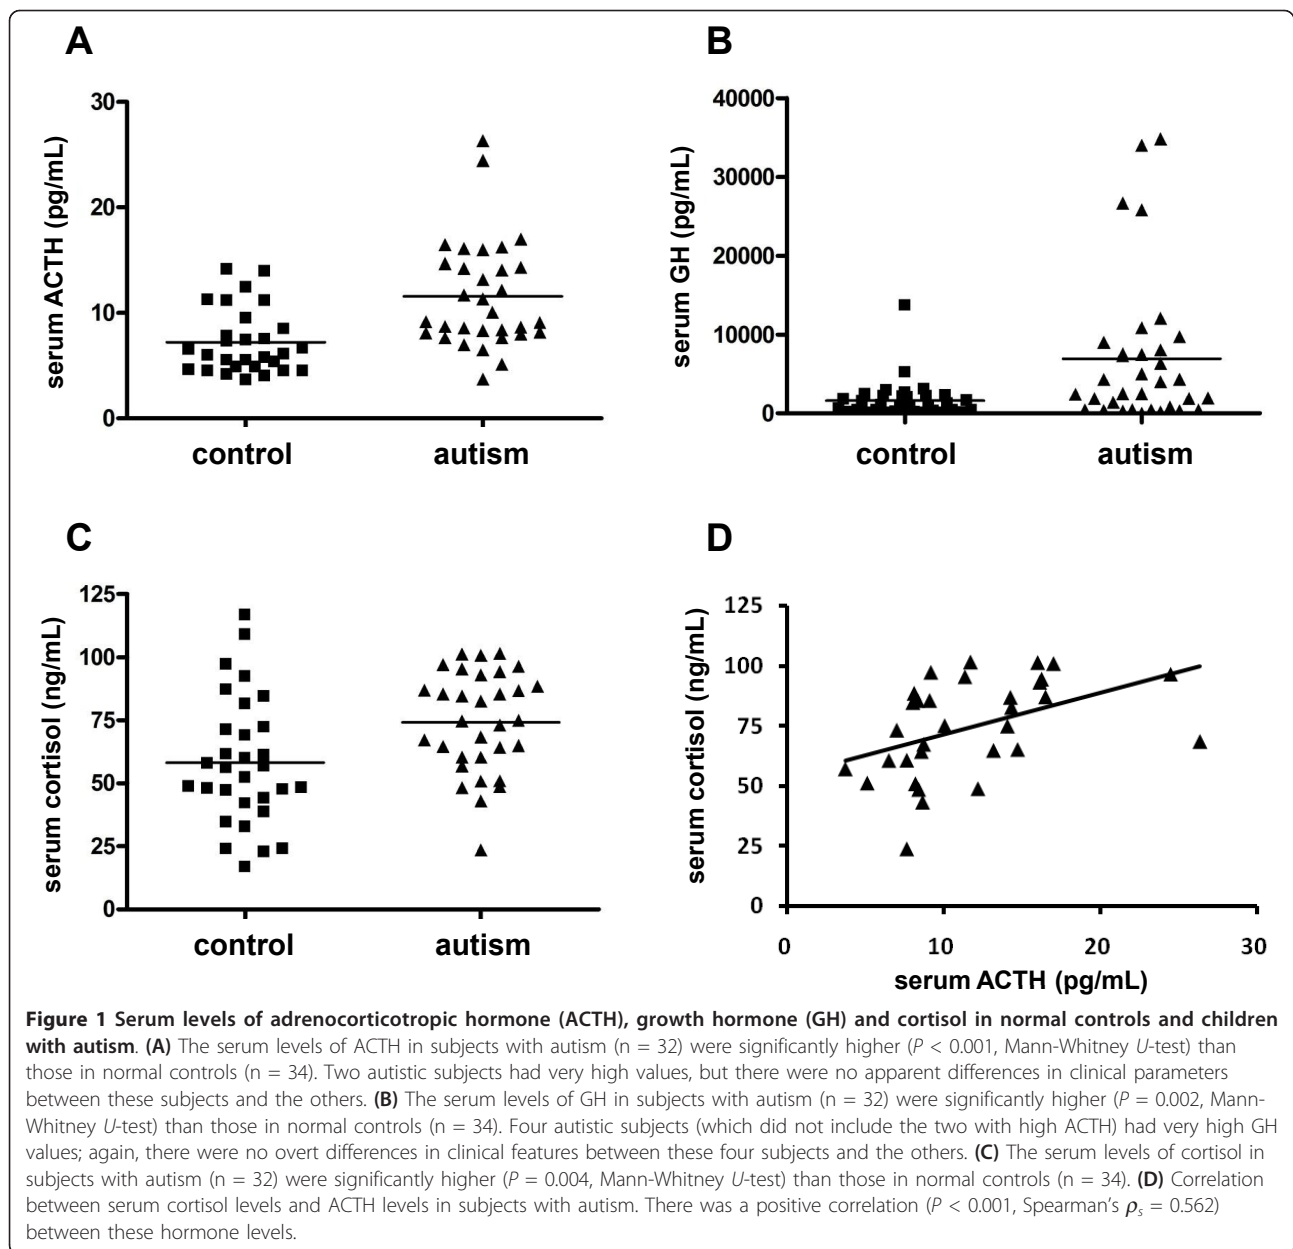 A
30
20
10
0
serum ACTH (pg/mL)
control
autism
B
40000
30000
20000
10000
0
serum GH (pg/mL)
control
autism
C
125
100
75
50
25
0
serum cortisol (ng/mL)
control
autism
D
125
100
75
50
25
0
serum cortisol (ng/mL)
0
10
20
30
serum ACTH (pg/mL)
Figure 1 Serum levels of adrenocorticotropic hormone (ACTH), growth hormone (GH) and cortisol in normal controls and children
with autism. (A) The serum levels of ACTH in subjects with autism (n = 32) were significantly higher (P < 0.001, Mann-Whitney U-test) than
those in normal controls (n = 34). Two autistic subjects had very high values, but there were no apparent differences in clinical parameters
between these subjects and the others. (B) The serum levels of GH in subjects with autism (n = 32) were significantly higher (P = 0.002, Mann-
Whitney U-test) than those in normal controls (n = 34). Four autistic subjects (which did not include the two with high ACTH) had very high GH
values; again, there were no overt differences in clinical features between these four subjects and the others. (C) The serum levels of cortisol in
subjects with autism (n = 32) were significantly higher (P = 0.004, Mann-Whitney U-test) than those in normal controls (n = 34). (D) Correlation
between serum cortisol levels and ACTH levels in subjects with autism. There was a positive correlation (P < 0.001, Spearman's ρs = 0.562)
between these hormone levels.